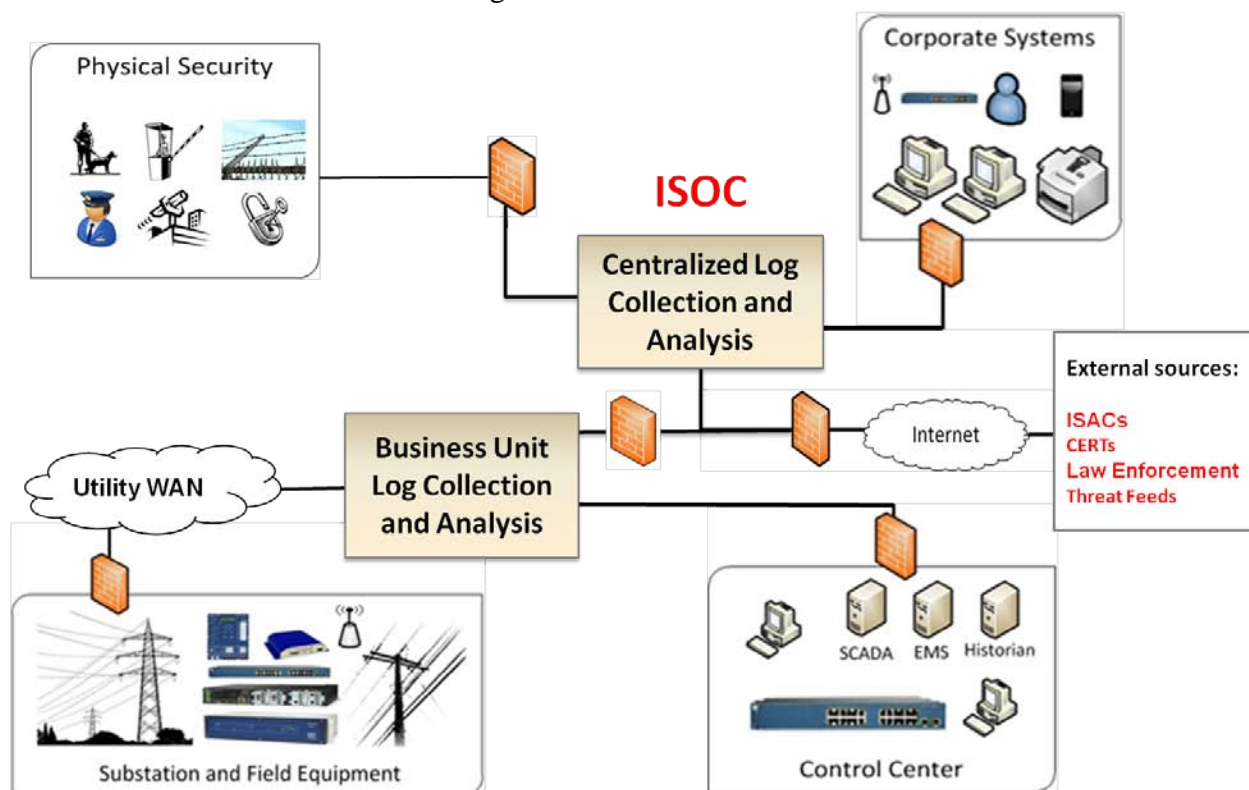 Physical Security
Corporate Systems
ISOC
Centralized Log
Collection and
Analysis
External sources:
ISACs
CERTs
Law Enforcement
Threat Feeds
Internet
Business Unit
Log Collection
and Analysis
Utility WAN
Substation and Field Equipment
SCADA
EMS
Historian
Control Center